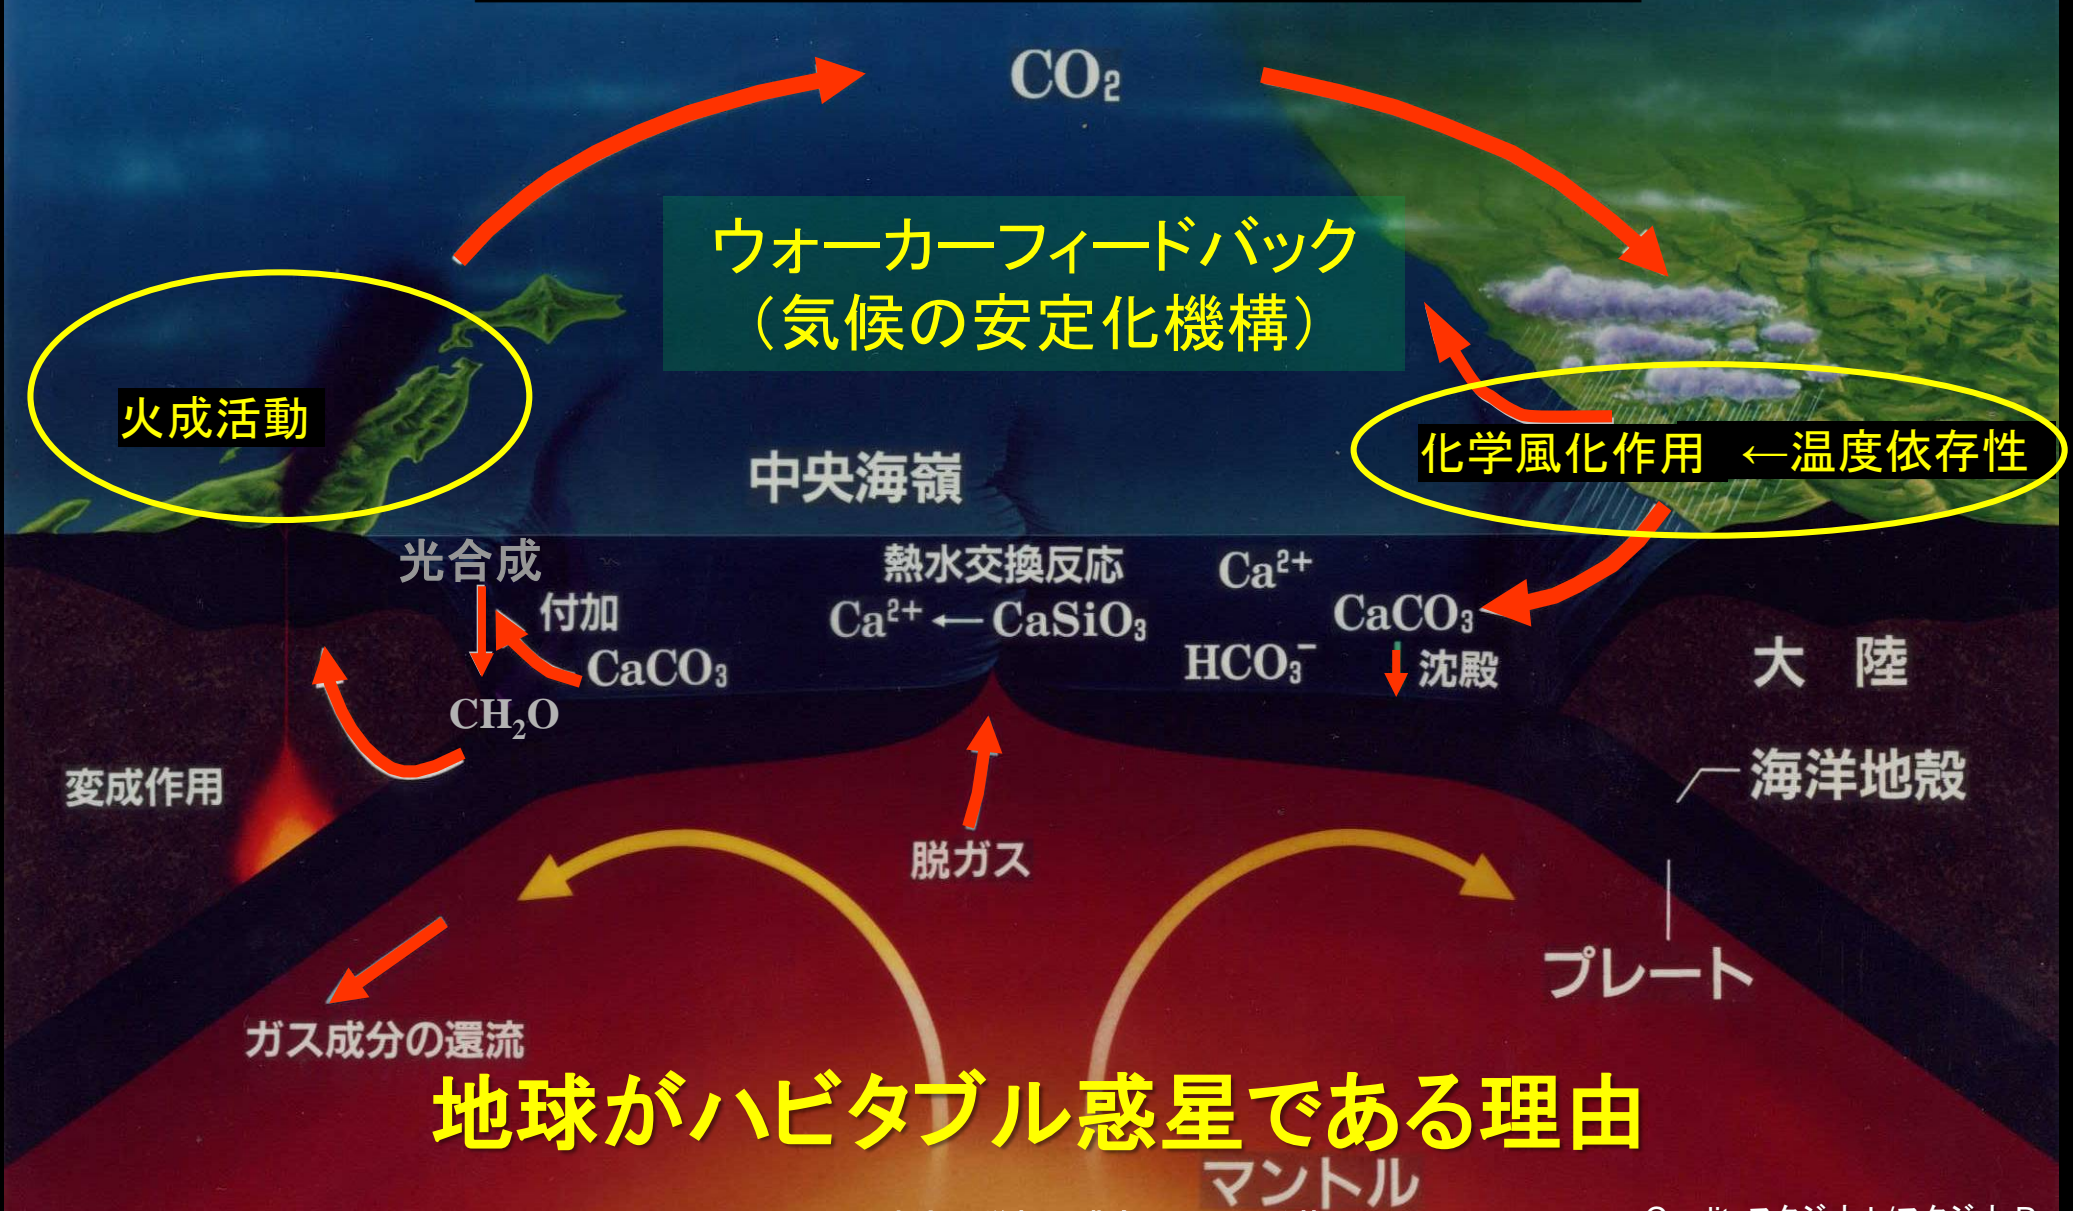 CO₂
ウォーカーフィードバック
（気候の安定化機構）
火成活動
化学風化作用 ←温度依存性
中央海嶺
光合成
熱水交換反応
Ca²⁺
付加
Ca²⁺ ← CaSiO₃
CaCO₃
CaCO₃
HCO₃⁻
沈殿
大 陸
CH₂O
変成作用
海洋地殻
脱ガス
プレート
ガス成分の還流
地球がハビタブル惑星である理由
マントル